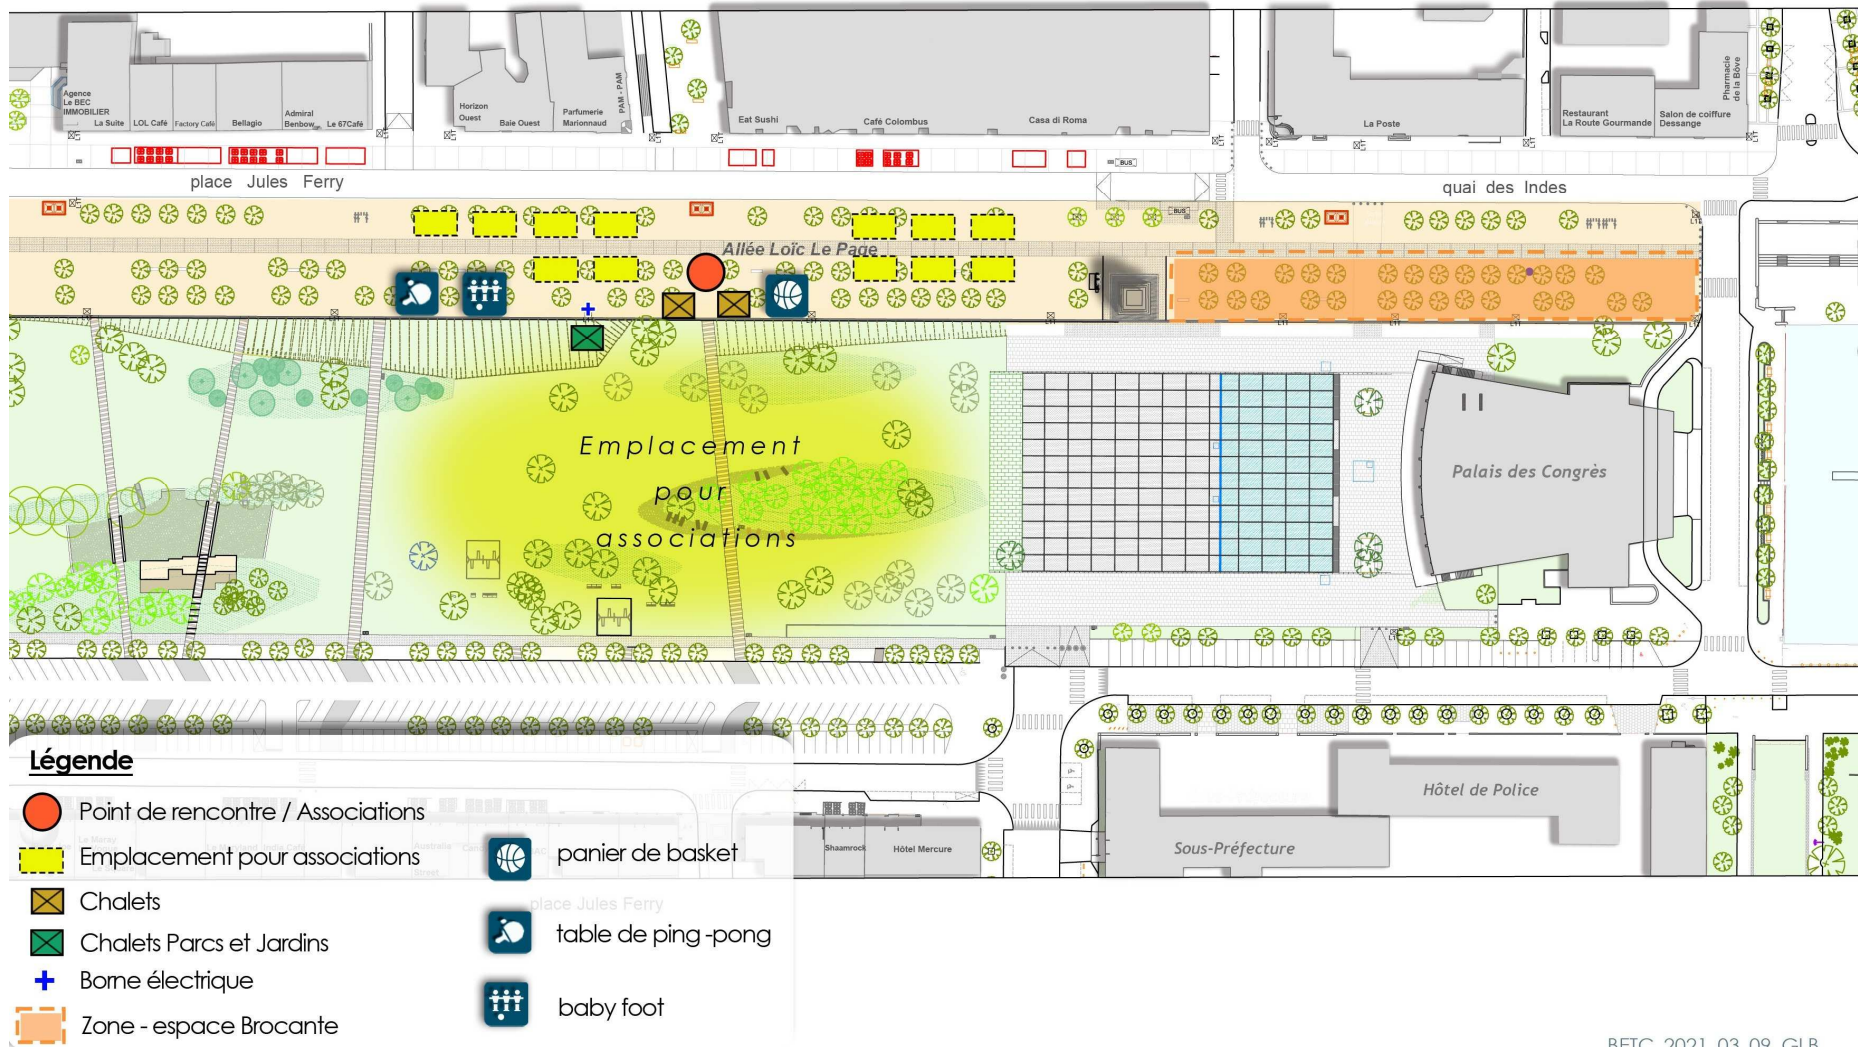 Agence
Le BEC
IMMOBILIER
La Suite
LOL Café
Factory Café
Bellagio
Admiral
Benbow
Le 67Café
Horizon
Ouest
Baie Ouest
Parfumerie
Marionnaud
PAM - PAM
Eat Sushi
Café Colombus
Casa di Roma
La Poste
Restaurant
La Route Gourmande
Salon de coiffure
Dessange
Pharmacie
de la Bôve
BUS
place Jules Ferry
quai des Indes
BUS
Allée Loïc Le Page
Emplacement
pour
associations
Palais des Congrès
Hôtel de Police
Sous-Préfecture
Shaamrock
Hôtel Mercure
Légende
Point de rencontre / Associations
Emplacement pour associations
Chalets
Chalets Parcs et Jardins
Borne électrique
Zone - espace Brocante
panier de basket
table de ping -pong
baby foot
place Jules Ferry
Australia
Street
BETC_2021_03_09_GLB